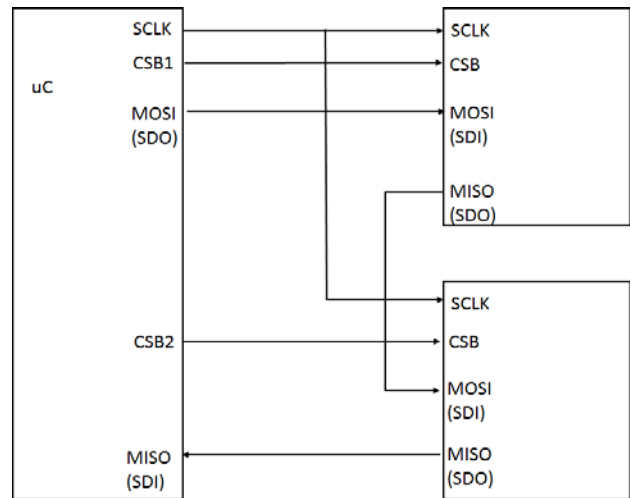 uC
SCLK
CSB1
MOSI
(SDO)
CSB2
MISO
(SDI)
SCLK
CSB
MOSI
(SDI)
MISO
(SDO)
SCLK
CSB
MOSI
(SDI)
MISO
(SDO)